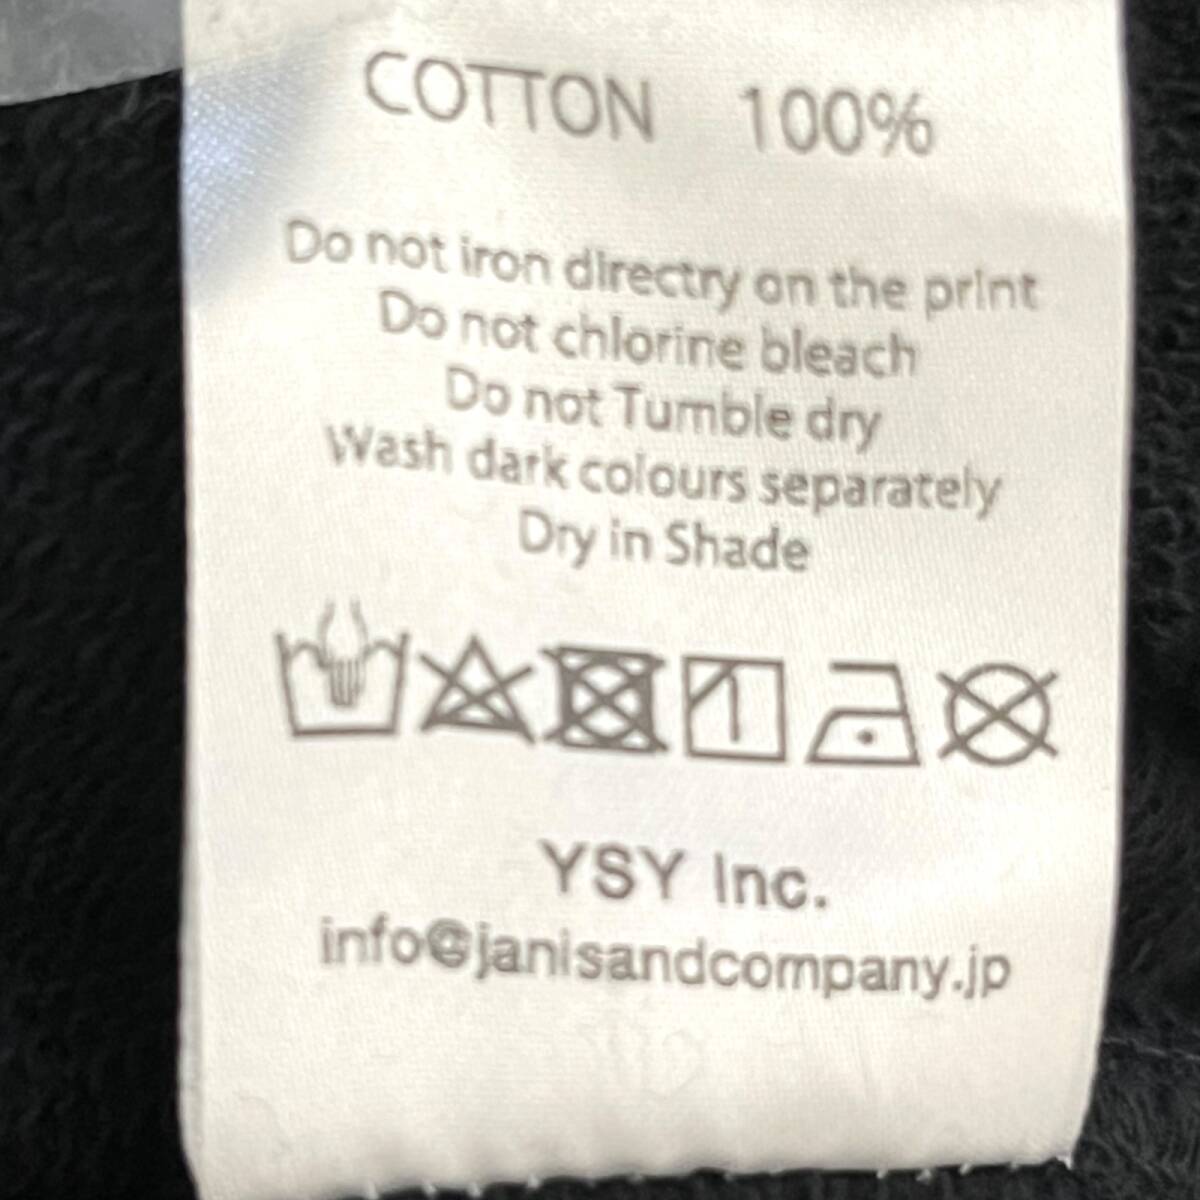 COTTON 100%
Do not iron directry on the print
Do not chlorine bleach
Do not Tumble dry
Wash dark colours separately
Dry in Shade
YSY Inc.
info@janisandcompany.jp